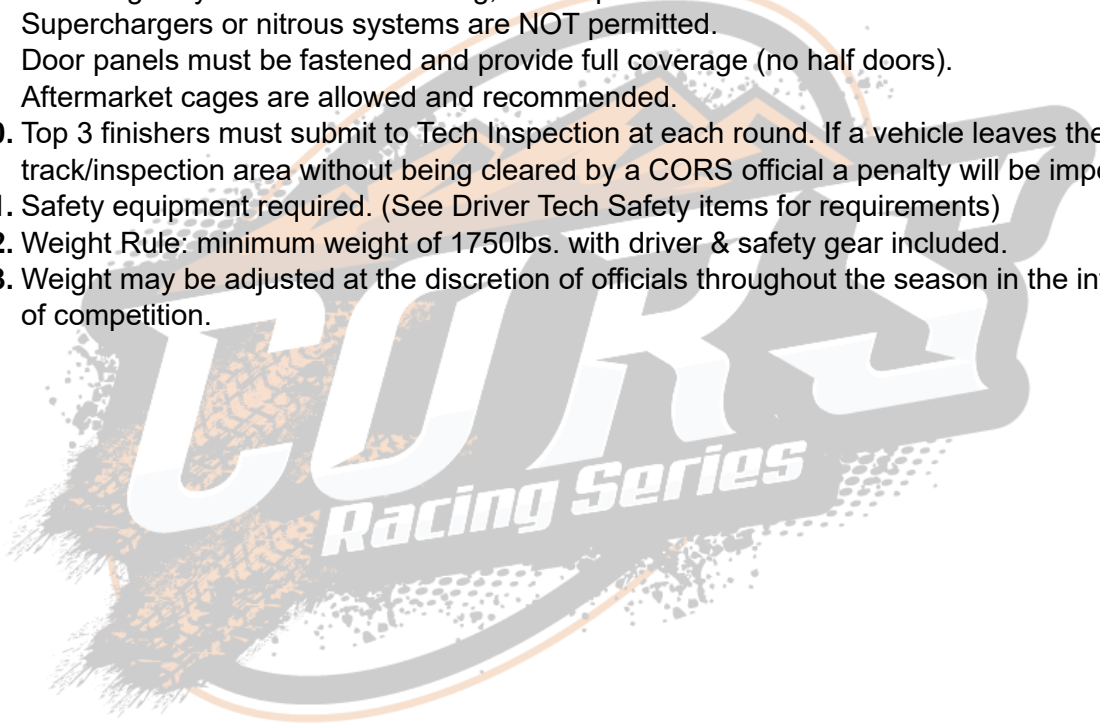 Superchargers or nitrous systems are NOT permitted.
Door panels must be fastened and provide full coverage (no half doors).
Aftermarket cages are allowed and recommended.
. Top 3 finishers must submit to Tech Inspection at each round. If a vehicle leaves the
track/inspection area without being cleared by a CORS official a penalty will be
. Safety equipment required. (See Driver Tech Safety items for requirements)
2. Weight Rule: minimum weight of 1750lbs. with driver & safety gear included.
3. Weight may be adjusted at the discretion of officials throughout the season in the
of competition.
CORS
Racing Series